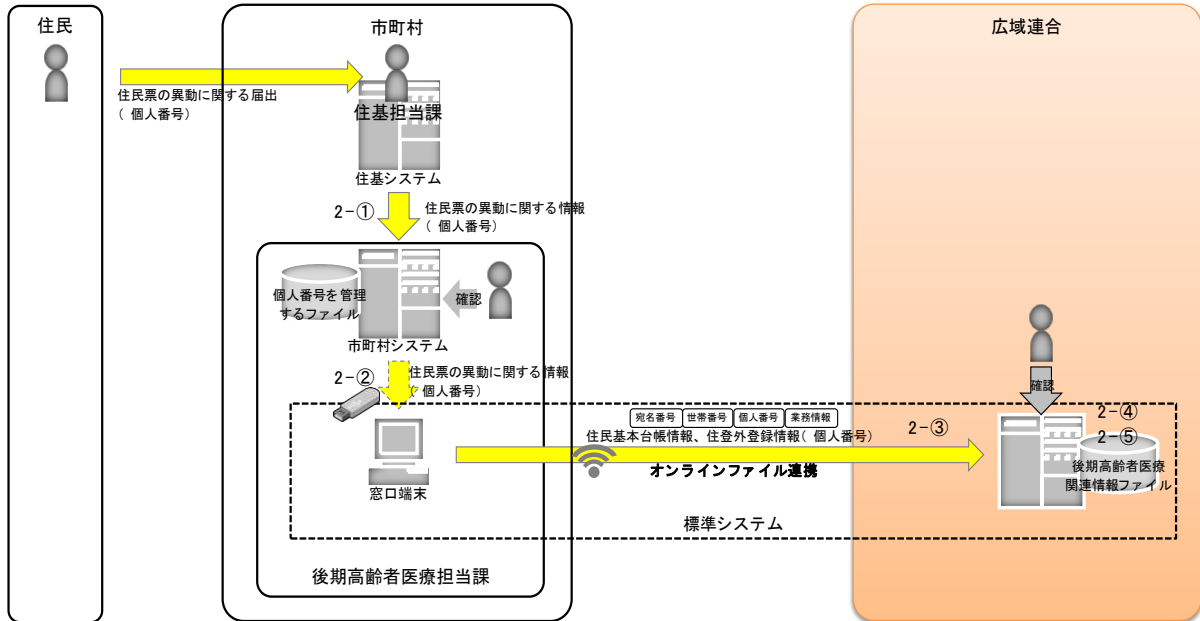 住民
市町村
広域連合
住民票の異動に関する届出
( 個人番号)
住基担当課
住基システム
2-①
住民票の異動に関する情報
( 個人番号)
個人番号を管理
するファイル
確認
市町村システム
2-②
住民票の異動に関する情報
( 個人番号)
確認
宛名番号 世帯番号 個人番号 業務情報
住民基本台帳情報、住登外登録情報( 個人番号)
2-③
2-④
2-⑤
オンラインファイル連携
後期高齢者医療
関連情報ファイル
窓口端末
標準システム
後期高齢者医療担当課